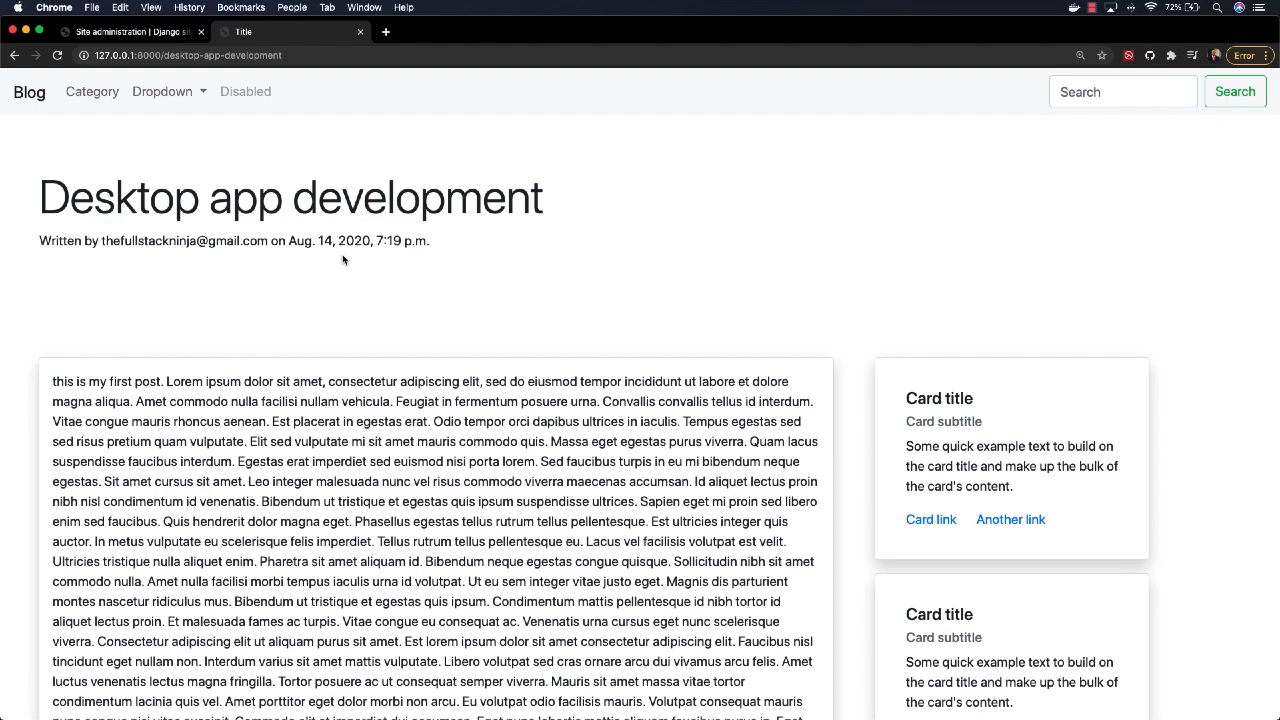 Chrome File Edit View History Bookmarks People Tab Window Help 72%
Site administration | Django sit Title
127.0.0.1:8000/desktop-app-development Error
Blog Category Dropdown Disabled Search Search
Desktop app development
Written by thefullstackninja@gmail.com on Aug. 14, 2020, 7:19 p.m.
this is my first post. Lorem ipsum dolor sit amet, consectetur adipiscing elit, sed do eiusmod tempor incididunt ut labore et dolore
magna aliqua. Amet commodo nulla facilisi nullam vehicula. Feugiat in fermentum posuere urna. Convallis convallis tellus id interdum.
Vitae congue mauris rhoncus aenean. Est placerat in egestas erat. Odio tempor orci dapibus ultrices in iaculis. Tempus egestas sed
sed risus pretium quam vulputate. Elit sed vulputate mi sit amet mauris commodo quis. Massa eget egestas purus viverra. Quam lacus
suspendisse faucibus interdum. Egestas erat imperdiet sed euismod nisi porta lorem. Sed faucibus turpis in eu mi bibendum neque
egestas. Sit amet cursus sit amet. Leo integer malesuada nunc vel risus commodo viverra maecenas accumsan. Id aliquet lectus proin
nibh nisl condimentum id venenatis. Bibendum ut tristique et egestas quis ipsum suspendisse ultrices. Sapien eget mi proin sed libero
enim sed faucibus. Quis hendrerit dolor magna eget. Phasellus egestas tellus rutrum tellus pellentesque. Est ultricies integer quis
auctor. In metus vulputate eu scelerisque felis imperdiet. Tellus rutrum tellus pellentesque eu. Lacus vel facilisis volutpat est velit.
Ultricies tristique nulla aliquet enim. Pharetra sit amet aliquam id. Bibendum neque egestas congue quisque. Sollicitudin nibh sit amet
commodo nulla. Amet nulla facilisi morbi tempus iaculis urna id volutpat. Ut eu sem integer vitae justo eget. Magnis dis parturient
montes nascetur ridiculus mus. Bibendum ut tristique et egestas quis ipsum. Condimentum mattis pellentesque id nibh tortor id
aliquet lectus proin. Et malesuada fames ac turpis. Vitae congue eu consequat ac. Venenatis urna cursus eget nunc scelerisque
viverra. Consectetur adipiscing elit ut aliquam purus sit amet. Est lorem ipsum dolor sit amet consectetur adipiscing elit. Faucibus nisl
tincidunt eget nullam non. Interdum varius sit amet mattis vulputate. Libero volutpat sed cras ornare arcu dui vivamus arcu felis. Amet
luctus venenatis lectus magna fringilla. Tortor posuere ac ut consequat semper viverra. Mauris sit amet massa vitae tortor
condimentum lacinia quis vel. Amet porttitor eget dolor morbi non arcu. Eu volutpat odio facilisis mauris. Volutpat consequat mauris
Card title
Card subtitle
Some quick example text to build on
the card title and make up the bulk of
the card's content.
Card link Another link
Card title
Card subtitle
Some quick example text to build on
the card title and make up the bulk of
the card's content.